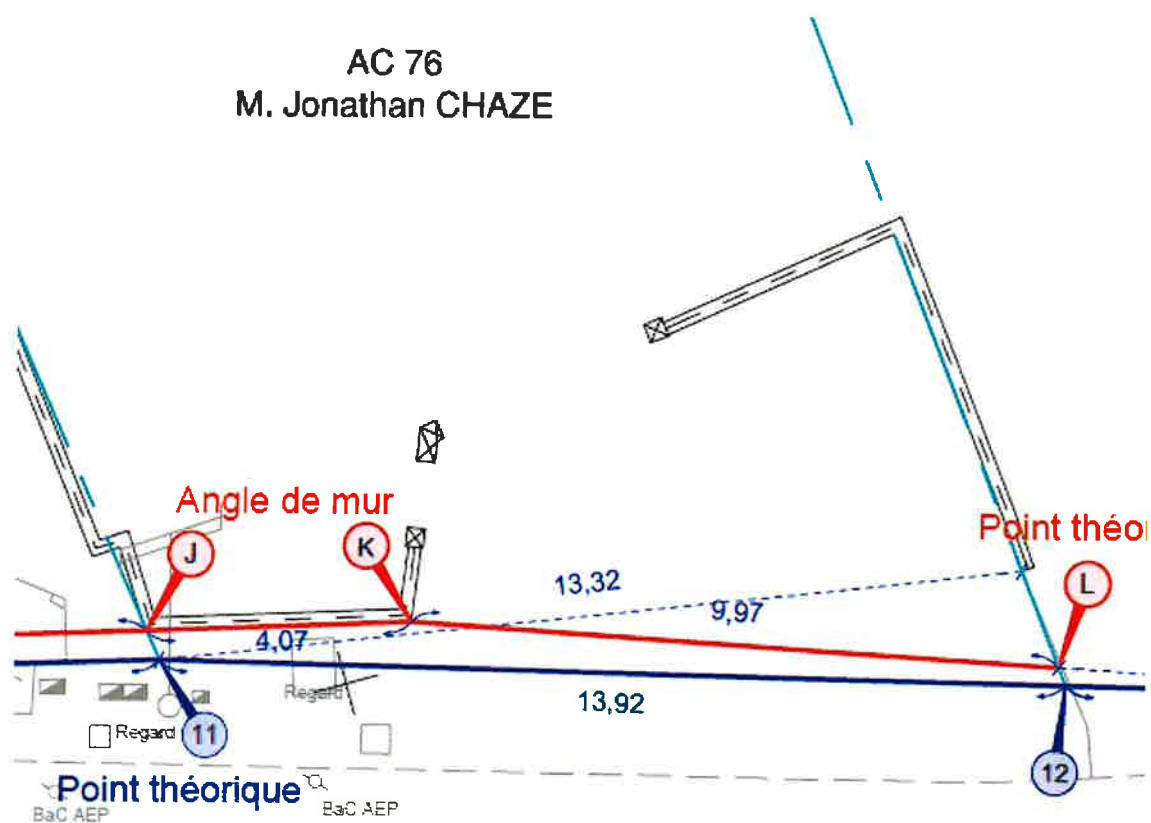 AC 76
M. Jonathan CHAZE
Angle de mur
J
K
Point théor
L
13,32
9,97
4,07
13,92
Regard
Regard
11
12
Point théorique
BaC AEP
BaC AEP